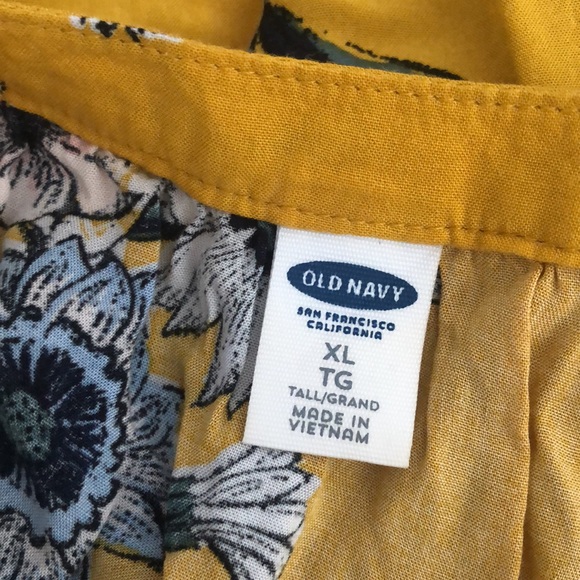 OLD NAVY
SAN FRANCISCO
CALIFORNIA
XL
TG
TALL/GRAND
MADE IN
VIETNAM